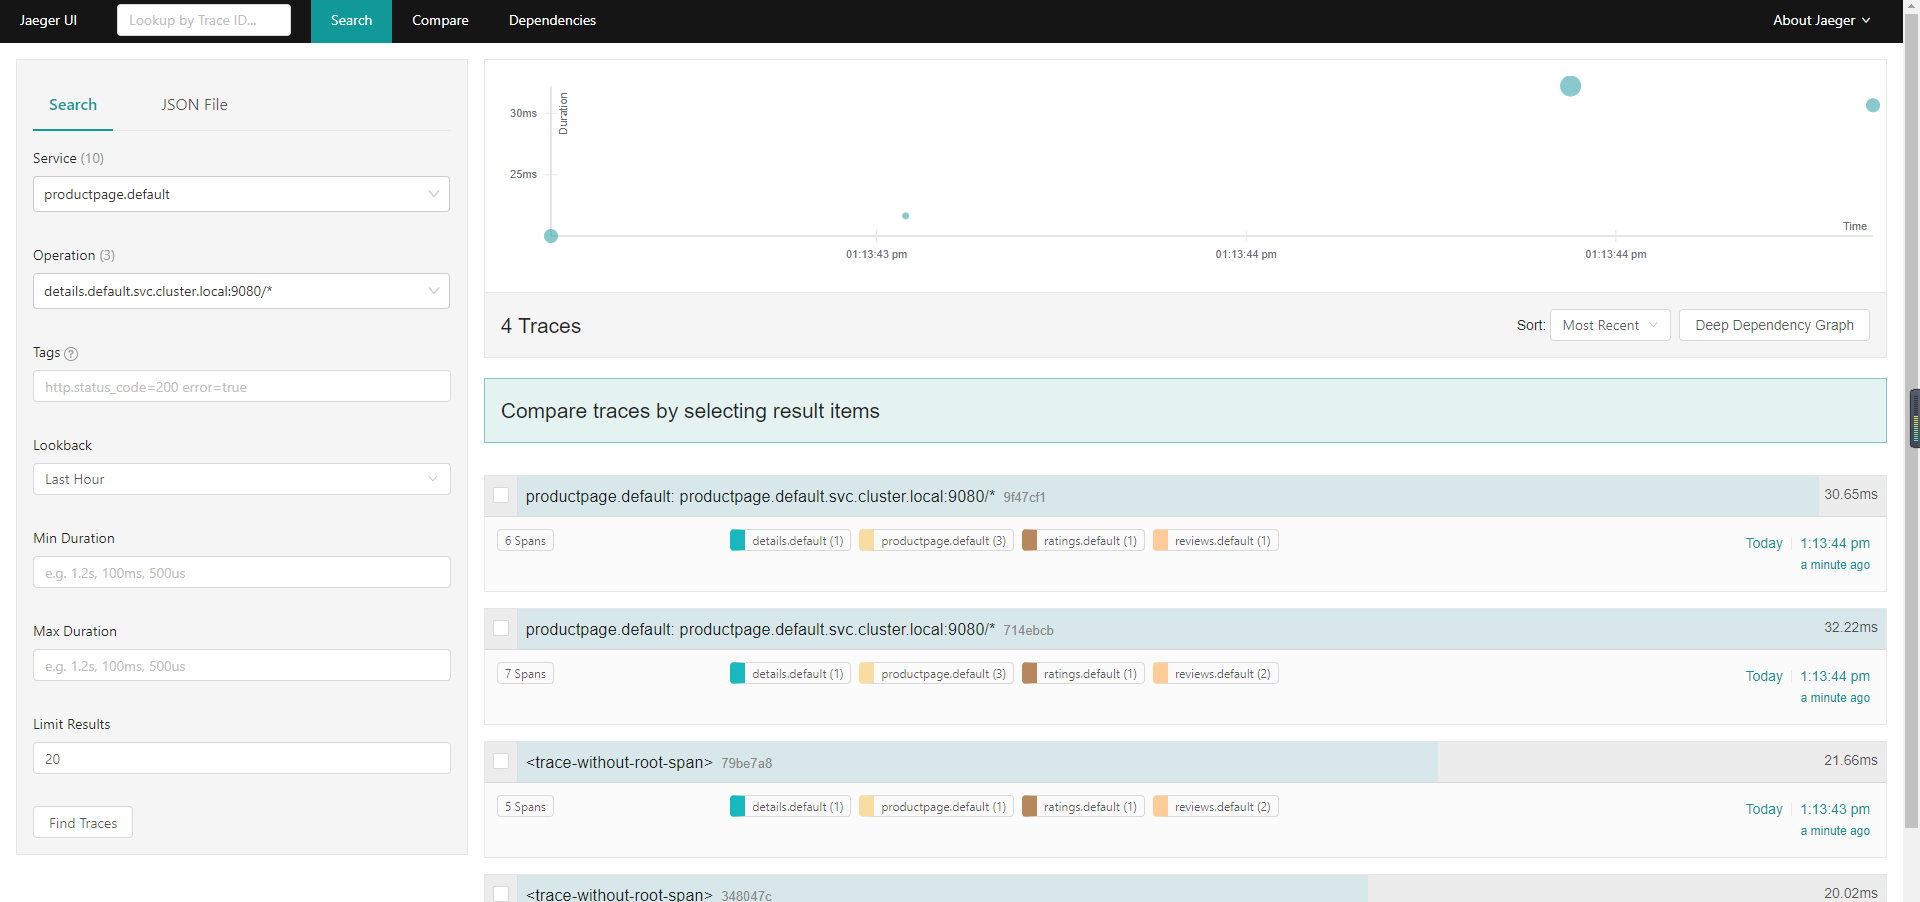 Jaeger UI
Lookup by Trace ID...
Search
Compare
Dependencies
About Jaeger
Search
JSON File
Service (10)
productpage.default
Operation (3)
details.default.svc.cluster.local:9080/*
Tags ?
http.status_code=200 error=true
Lookback
Last Hour
Min Duration
e.g. 1.2s, 100ms, 500us
Max Duration
e.g. 1.2s, 100ms, 500us
Limit Results
20
Find Traces
Duration
30ms
25ms
Time
01:13:43 pm
01:13:44 pm
01:13:44 pm
4 Traces
Sort: Most Recent
Deep Dependency Graph
Compare traces by selecting result items
productpage.default: productpage.default.svc.cluster.local:9080/* 9f47cf1
30.65ms
6 Spans
details.default (1)
productpage.default (3)
ratings.default (1)
reviews.default (1)
Today 1:13:44 pm
a minute ago
productpage.default: productpage.default.svc.cluster.local:9080/* 714ebcb
32.22ms
7 Spans
details.default (1)
productpage.default (3)
ratings.default (1)
reviews.default (2)
Today 1:13:44 pm
a minute ago
<trace-without-root-span> 79be7a8
21.66ms
5 Spans
details.default (1)
productpage.default (1)
ratings.default (1)
reviews.default (2)
Today 1:13:43 pm
a minute ago
<trace-without-root-span> 348047c
20.02ms